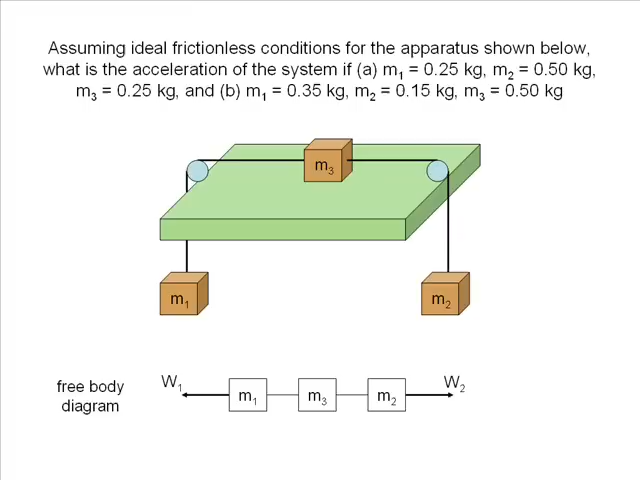 Assuming ideal frictionless conditions for the apparatus shown below,
what is the acceleration of the system if (a) m₁ = 0.25 kg, m₂ = 0.50 kg,
m₃ = 0.25 kg, and (b) m₁ = 0.35 kg, m₂ = 0.15 kg, m₃ = 0.50 kg
m₃
m₁
m₂
free body
diagram
W₁
m₁
m₃
m₂
W₂